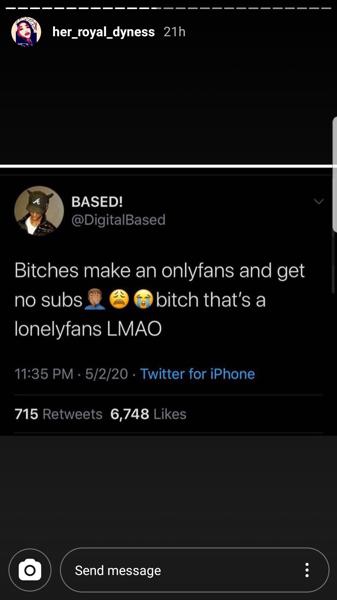 her_royal_dyness 21h
BASED!
@DigitalBased
Bitches make an onlyfans and get
no subs🤦🏽‍♂️😩😭bitch that's a
lonelyfans LMAO
11:35 PM · 5/2/20 · Twitter for iPhone
715 Retweets 6,748 Likes
Send message